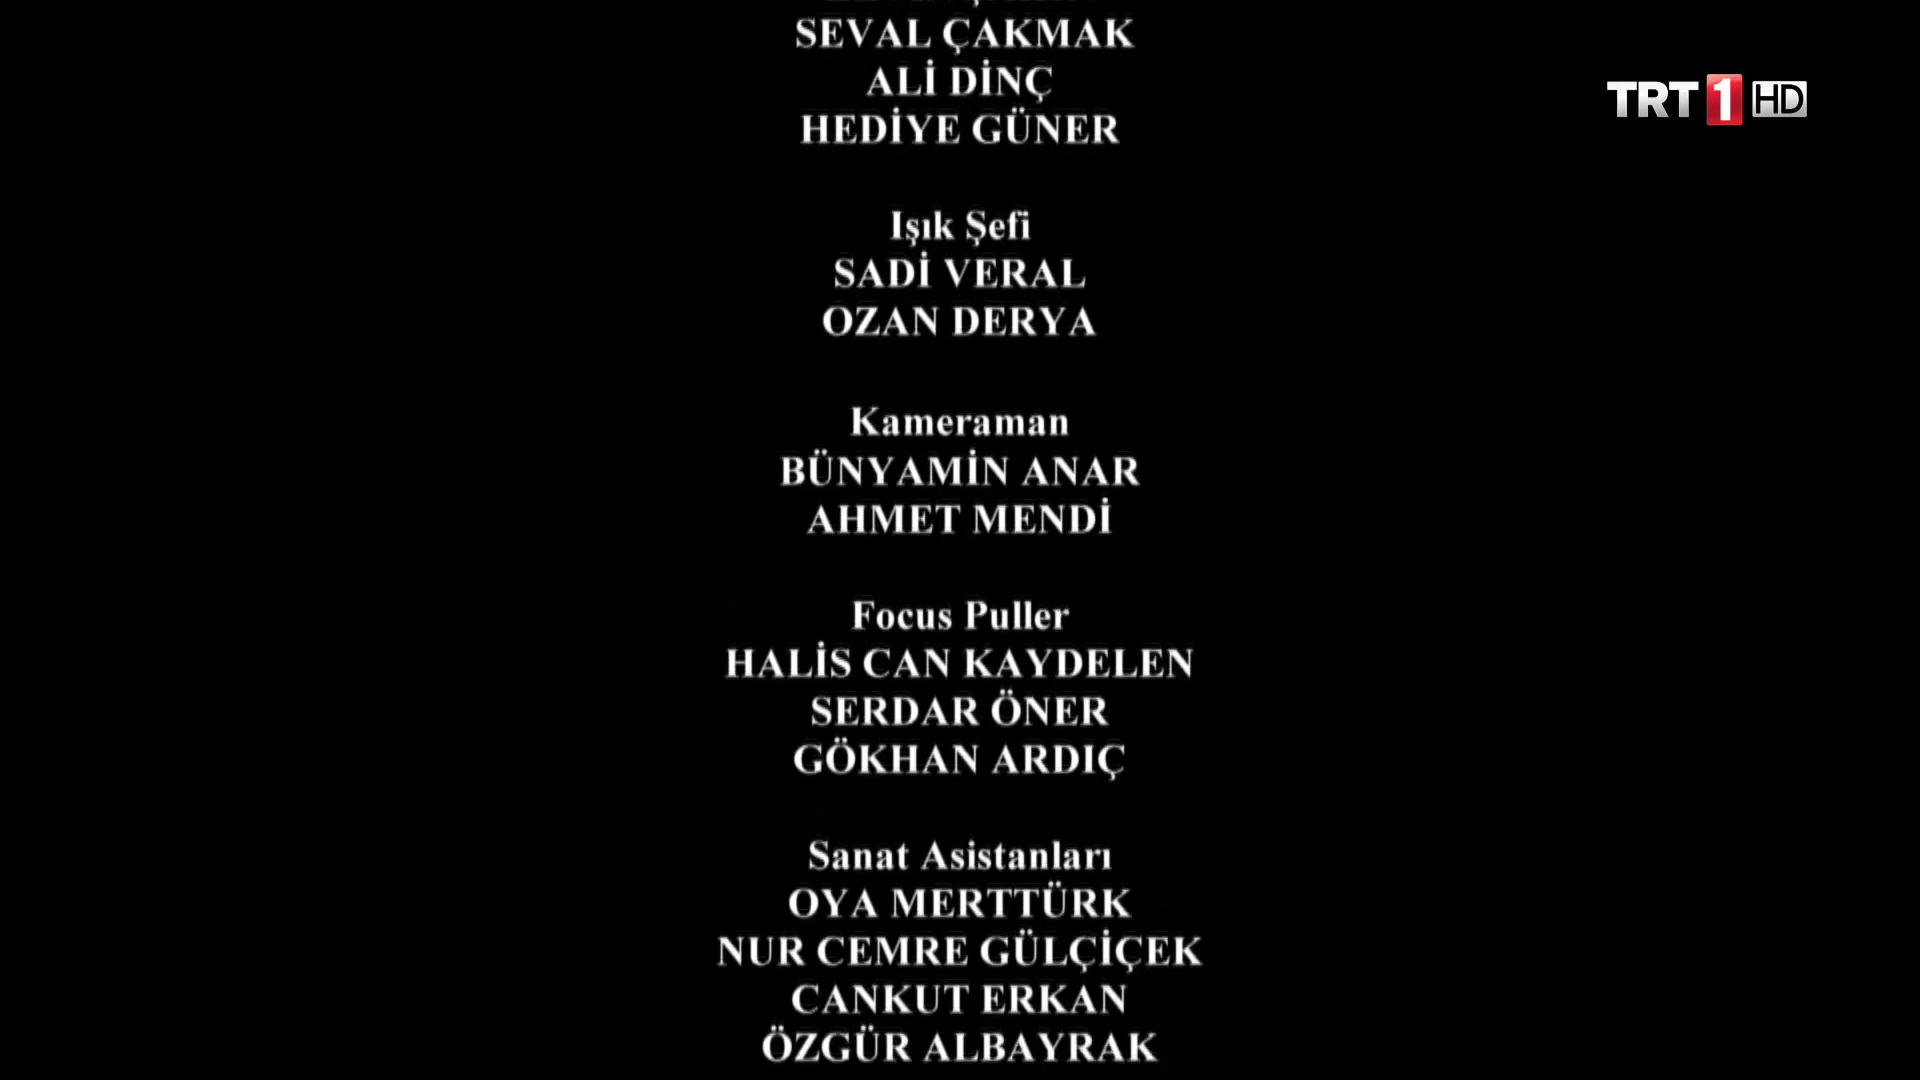 SEVAL ÇAKMAK
ALİ DİNÇ
HEDİYE GÜNER
TRT 1 HD
Işık Şefi
SADİ VERAL
OZAN DERYA
Kameraman
BÜNYAMİN ANAR
AHMET MENDİ
Focus Puller
HALİS CAN KAYDELEN
SERDAR ÖNER
GÖKHAN ARDIÇ
Sanat Asistanları
OYA MERTTÜRK
NUR CEMRE GÜLÇİÇEK
CANKUT ERKAN
ÖZGÜR ALBAYRAK